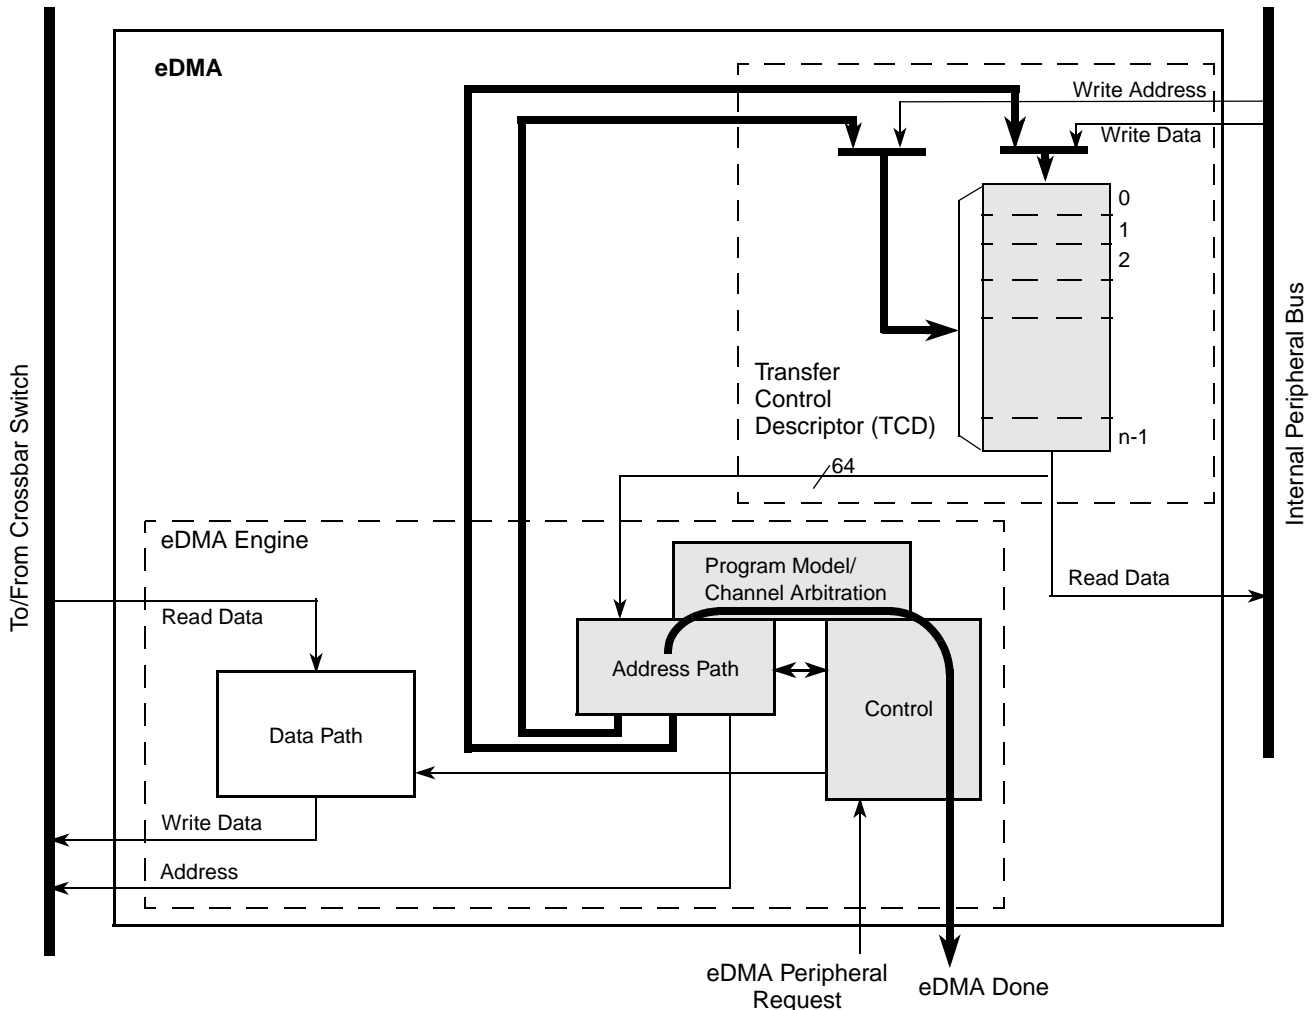 eDMA
Write Address
Write Data
0
1
2
n-1
Transfer
Control
Descriptor (TCD)
64
To/From Crossbar Switch
Internal Peripheral Bus
eDMA Engine
Program Model/
Channel Arbitration
Read Data
Read Data
Address Path
Control
Data Path
Write Data
Address
eDMA Peripheral
Request
eDMA Done